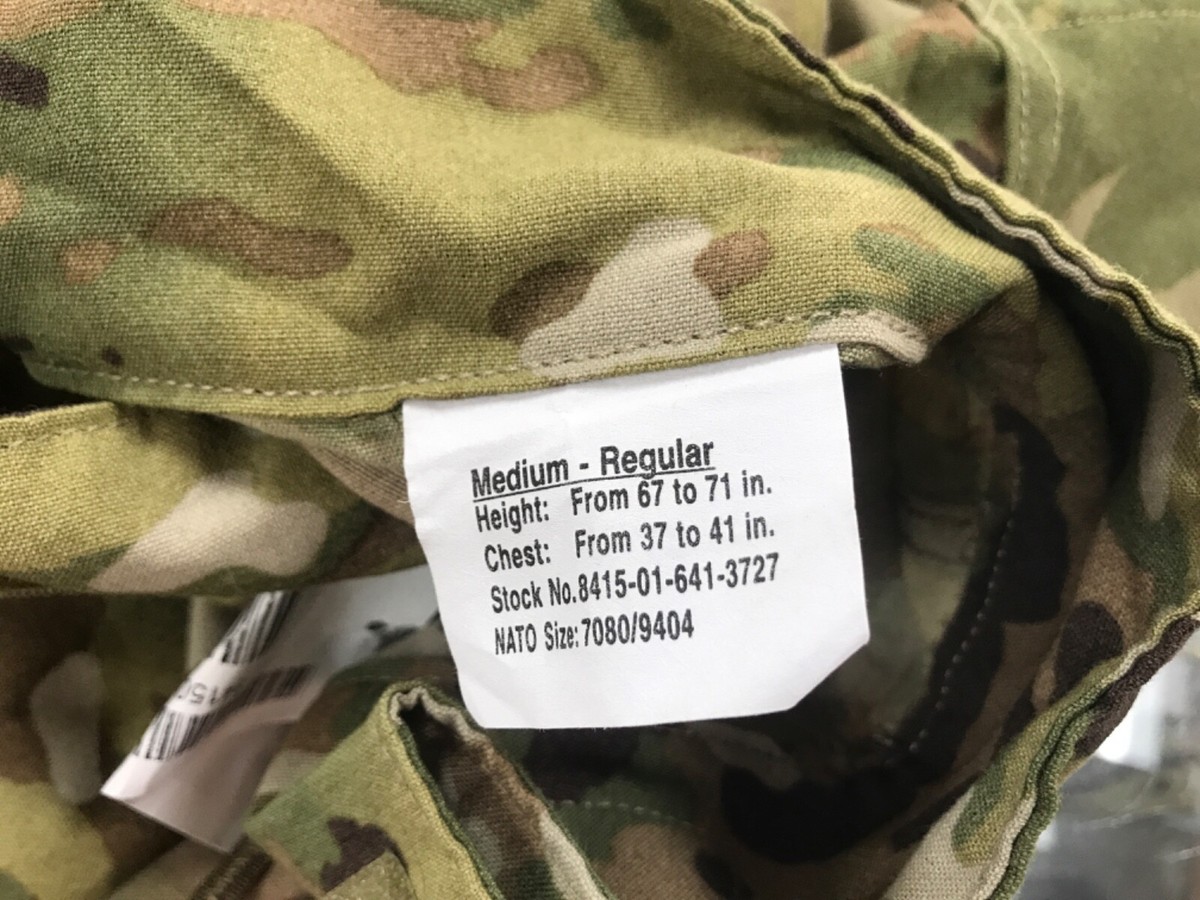 Medium - Regular
Height: From 67 to 71 in.
Chest: From 37 to 41 in.
Stock No.8415-01-641-3727
NATO Size:7080/9404